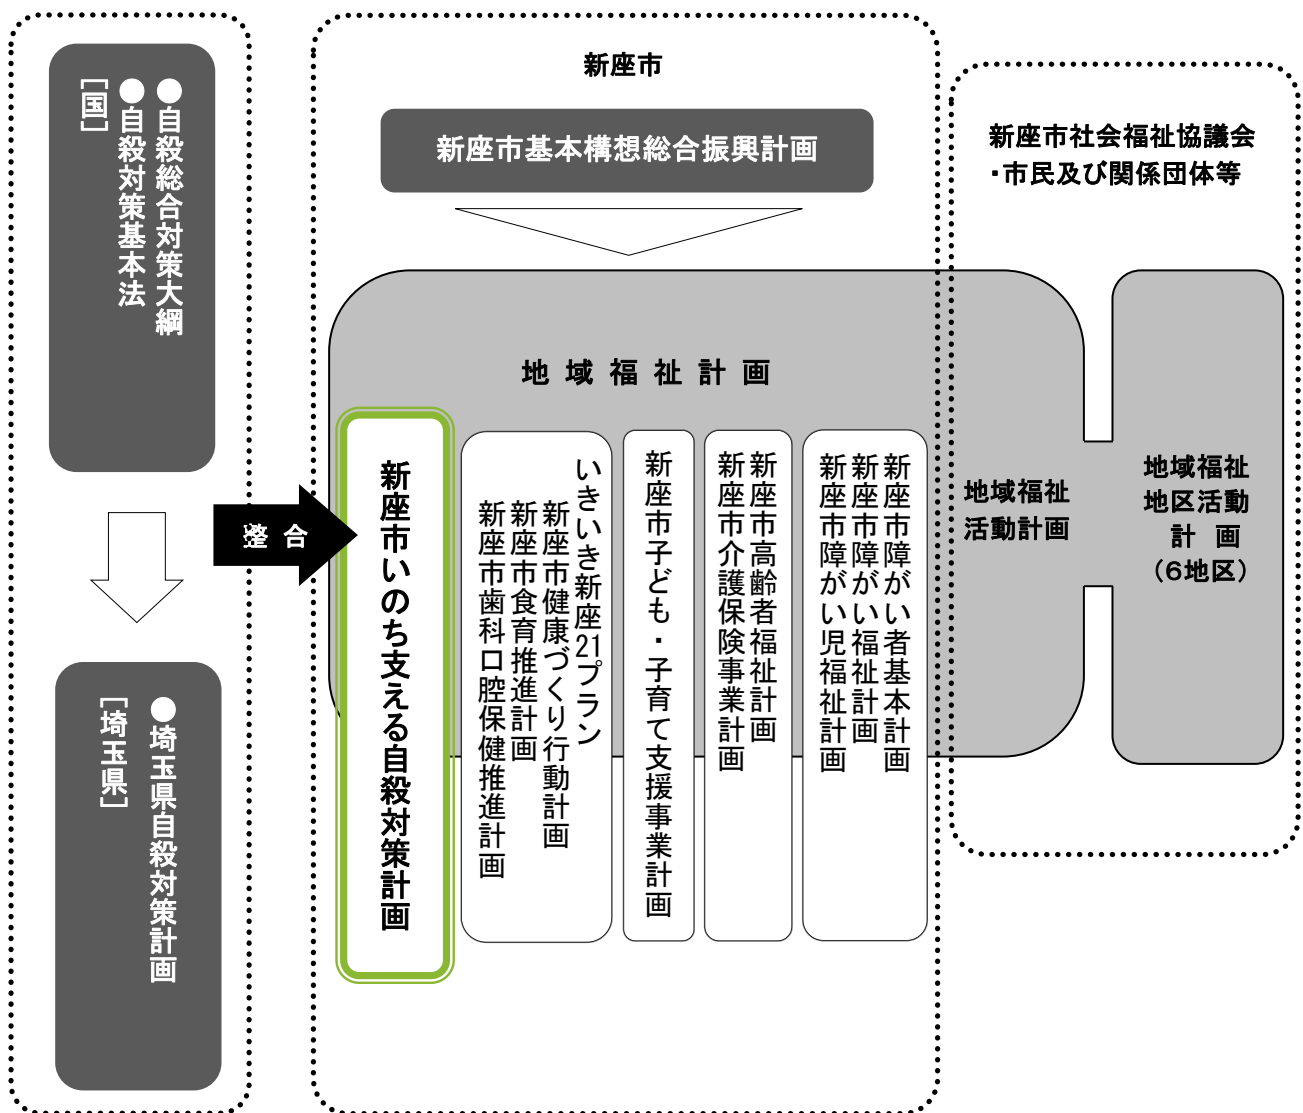 ●自殺総合対策大綱
●自殺対策基本法
［国］
●埼玉県自殺対策計画
［埼玉県］
整 合
新座市
新座市基本構想総合振興計画
地 域 福 祉 計 画
新座市いのち支える自殺対策計画
いきいき新座21プラン
新座市健康づくり行動計画
新座市食育推進計画
新座市歯科口腔保健推進計画
新座市子ども・子育て支援事業計画
新座市高齢者福祉計画
新座市介護保険事業計画
新座市障がい者基本計画
新座市障がい福祉計画
新座市障がい児福祉計画
新座市社会福祉協議会
・市民及び関係団体等
地域福祉
活動計画
地域福祉
地区活動
計 画
（6地区）